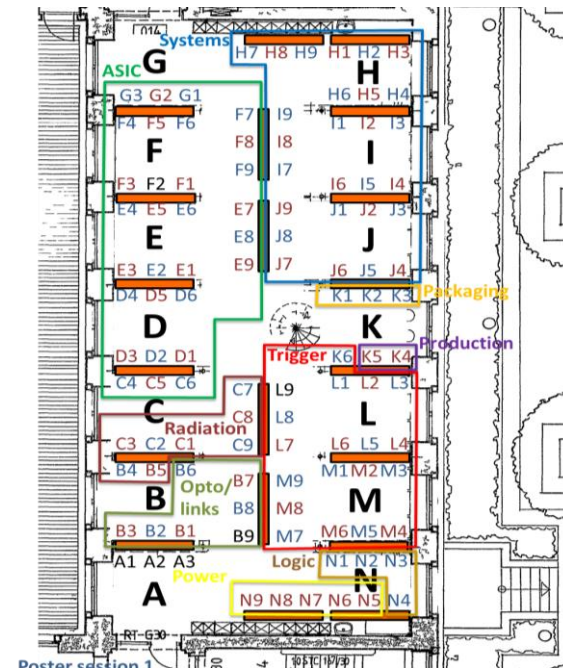 014
Systems
H7 H8 H9 H1 H2 H3
G H
ASIC
G3 G2 G1 H6 H5 H4
F4 F5 F6 F7 I9 I1 I2 I3
F F8 I8 I
F9 I7
F3 F2 F1 I6 I5 I4
E4 E5 E6 E7 J9 J1 J2 J3
E E8 J8 J
E9 J7
E3 E2 E1 J6 J5 J4
D4 D5 D6 K1 K2 K3 Packaging
D K
Production
D3 D2 D1 Trigger K6 K5 K4
C4 C5 C6 C7 L9 L1 L2 L3
C C8 L8 L
Radiation
C3 C2 C1 C9 L7 L6 L5 L4
B4 B5 B6 M1 M2 M3
Opto/ B7 M9
B links B8 M8 M
B3 B2 B1 B9 M7 M6 M5 M4
A1 A2 A3 Logic N1 N2 N3
Power N
A N9 N8 N7 N6 N5 N4
RT-G30
Poster session 1